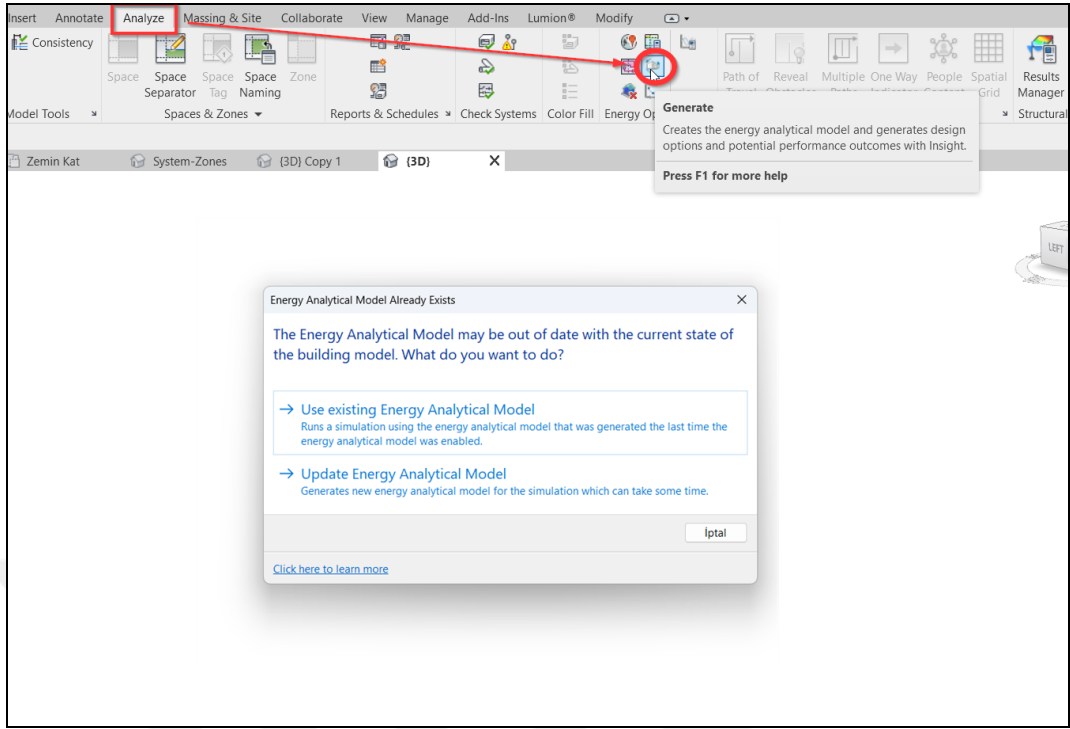 Insert Annotate Analyze Massing & Site Collaborate View Manage Add-Ins Lumion® Modify
Consistency
Space Space Space Space Zone
Separator Tag Naming
Path of Reveal Multiple One Way People Spatial Results
Grid Manager
Model Tools Spaces & Zones Reports & Schedules Check Systems Color Fill Energy Structural
Generate
Creates the energy analytical model and generates design
options and potential performance outcomes with Insight.
Press F1 for more help
Zemin Kat System-Zones {3D} Copy 1 {3D}
LEFT
Energy Analytical Model Already Exists
The Energy Analytical Model may be out of date with the current state of
the building model. What do you want to do?
Use existing Energy Analytical Model
Runs a simulation using the energy analytical model that was generated the last time the
energy analytical model was enabled.
Update Energy Analytical Model
Generates new energy analytical model for the simulation which can take some time.
İptal
Click here to learn more